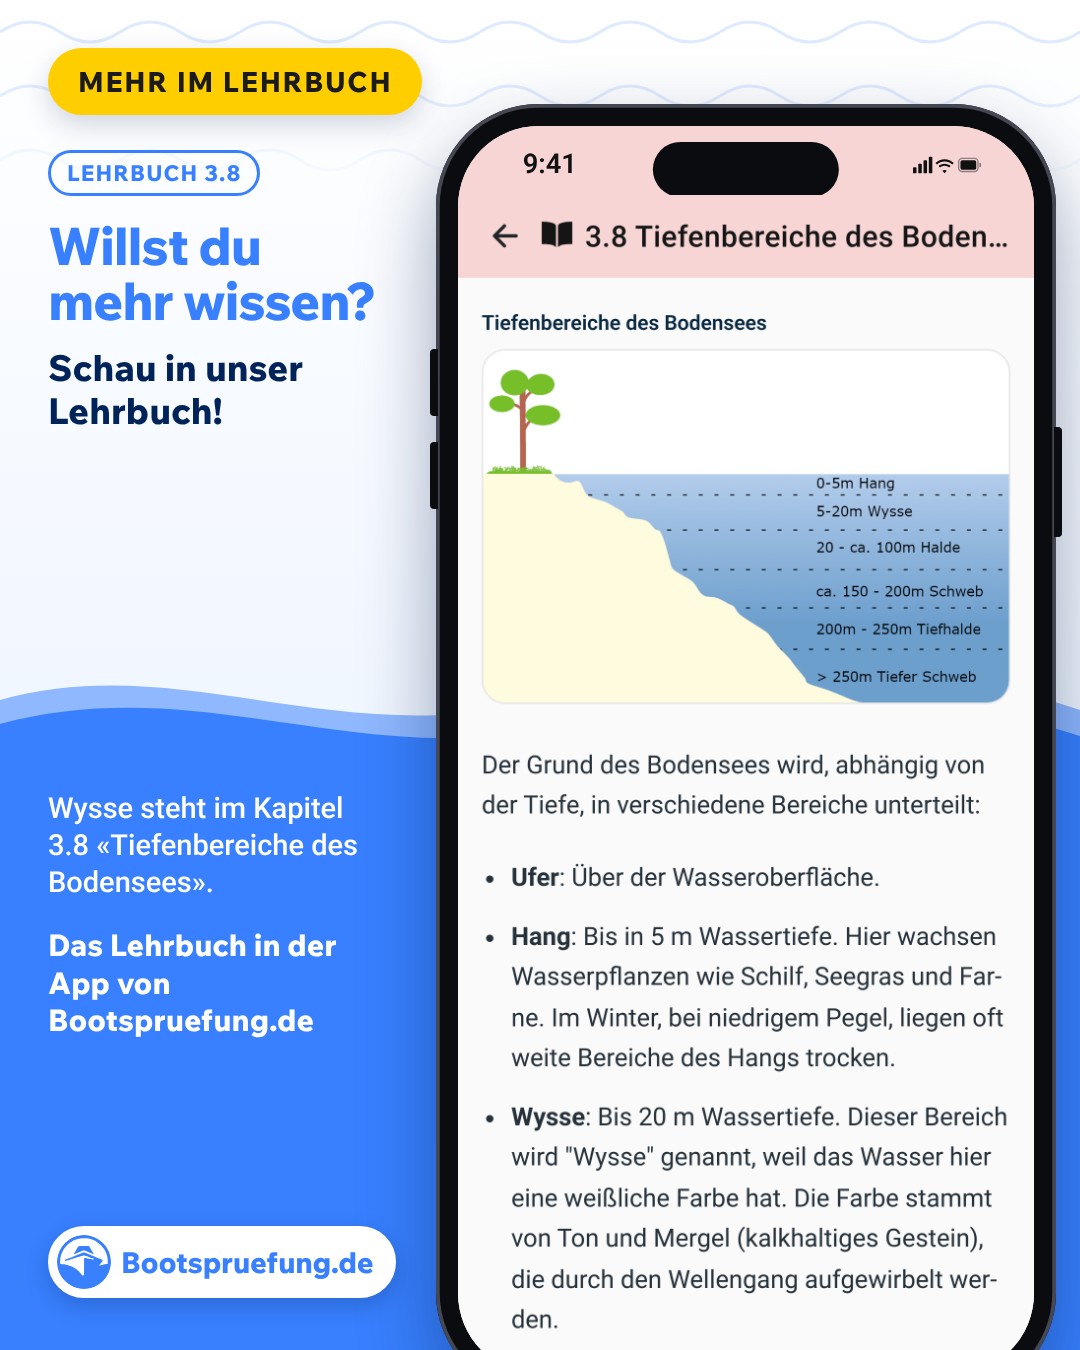 MEHR IM LEHRBUCH
LEHRBUCH 3.8
Willst du
mehr wissen?
Schau in unser
Lehrbuch!
Wysse steht im Kapitel
3.8 «Tiefenbereiche des
Bodensees».
Das Lehrbuch in der
App von
Bootspruefung.de
Bootspruefung.de
9:41
3.8 Tiefenbereiche des Boden...
Tiefenbereiche des Bodensees
0-5m Hang
5-20m Wysse
20 - ca. 100m Halde
ca. 150 - 200m Schweb
200m - 250m Tiefhalde
> 250m Tiefer Schweb
Der Grund des Bodensees wird, abhängig von
der Tiefe, in verschiedene Bereiche unterteilt:
• Ufer: Über der Wasseroberfläche.
• Hang: Bis in 5 m Wassertiefe. Hier wachsen
Wasserpflanzen wie Schilf, Seegras und Far-
ne. Im Winter, bei niedrigem Pegel, liegen oft
weite Bereiche des Hangs trocken.
• Wysse: Bis 20 m Wassertiefe. Dieser Bereich
wird "Wysse" genannt, weil das Wasser hier
eine weißliche Farbe hat. Die Farbe stammt
von Ton und Mergel (kalkhaltiges Gestein),
die durch den Wellengang aufgewirbelt wer-
den.